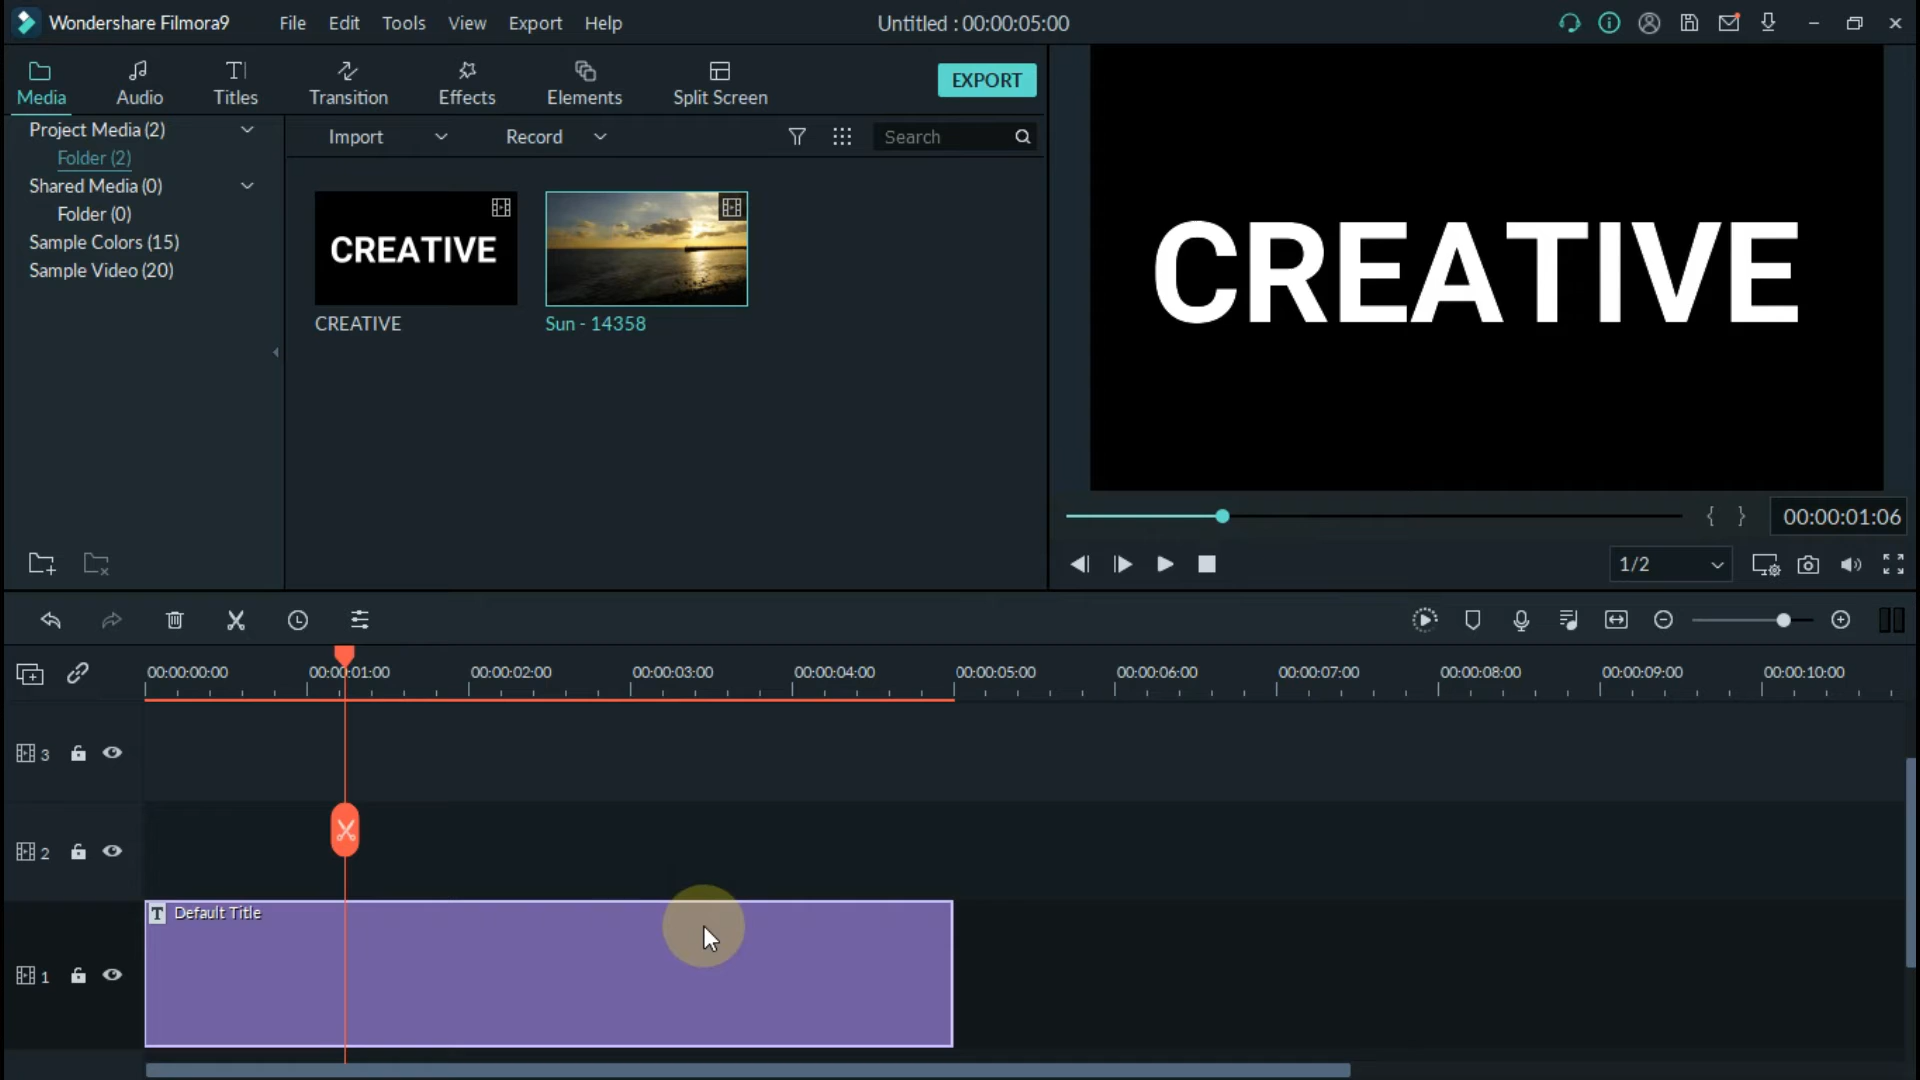 Wondershare Filmora9 File Edit Tools View Export Help Untitled : 00:00:05:00
Media Audio Titles Transition Effects Elements Split Screen EXPORT
Project Media (2)
Folder (2)
Shared Media (0)
Folder (0)
Sample Colors (15)
Sample Video (20)
Import Record Search
CREATIVE
CREATIVE
Sun - 14358
CREATIVE
{ } 00:00:01:06
1/2
00:00:00:00 00:00:01:00 00:00:02:00 00:00:03:00 00:00:04:00 00:00:05:00 00:00:06:00 00:00:07:00 00:00:08:00 00:00:09:00 00:00:10:00
3
2
T Default Title
1